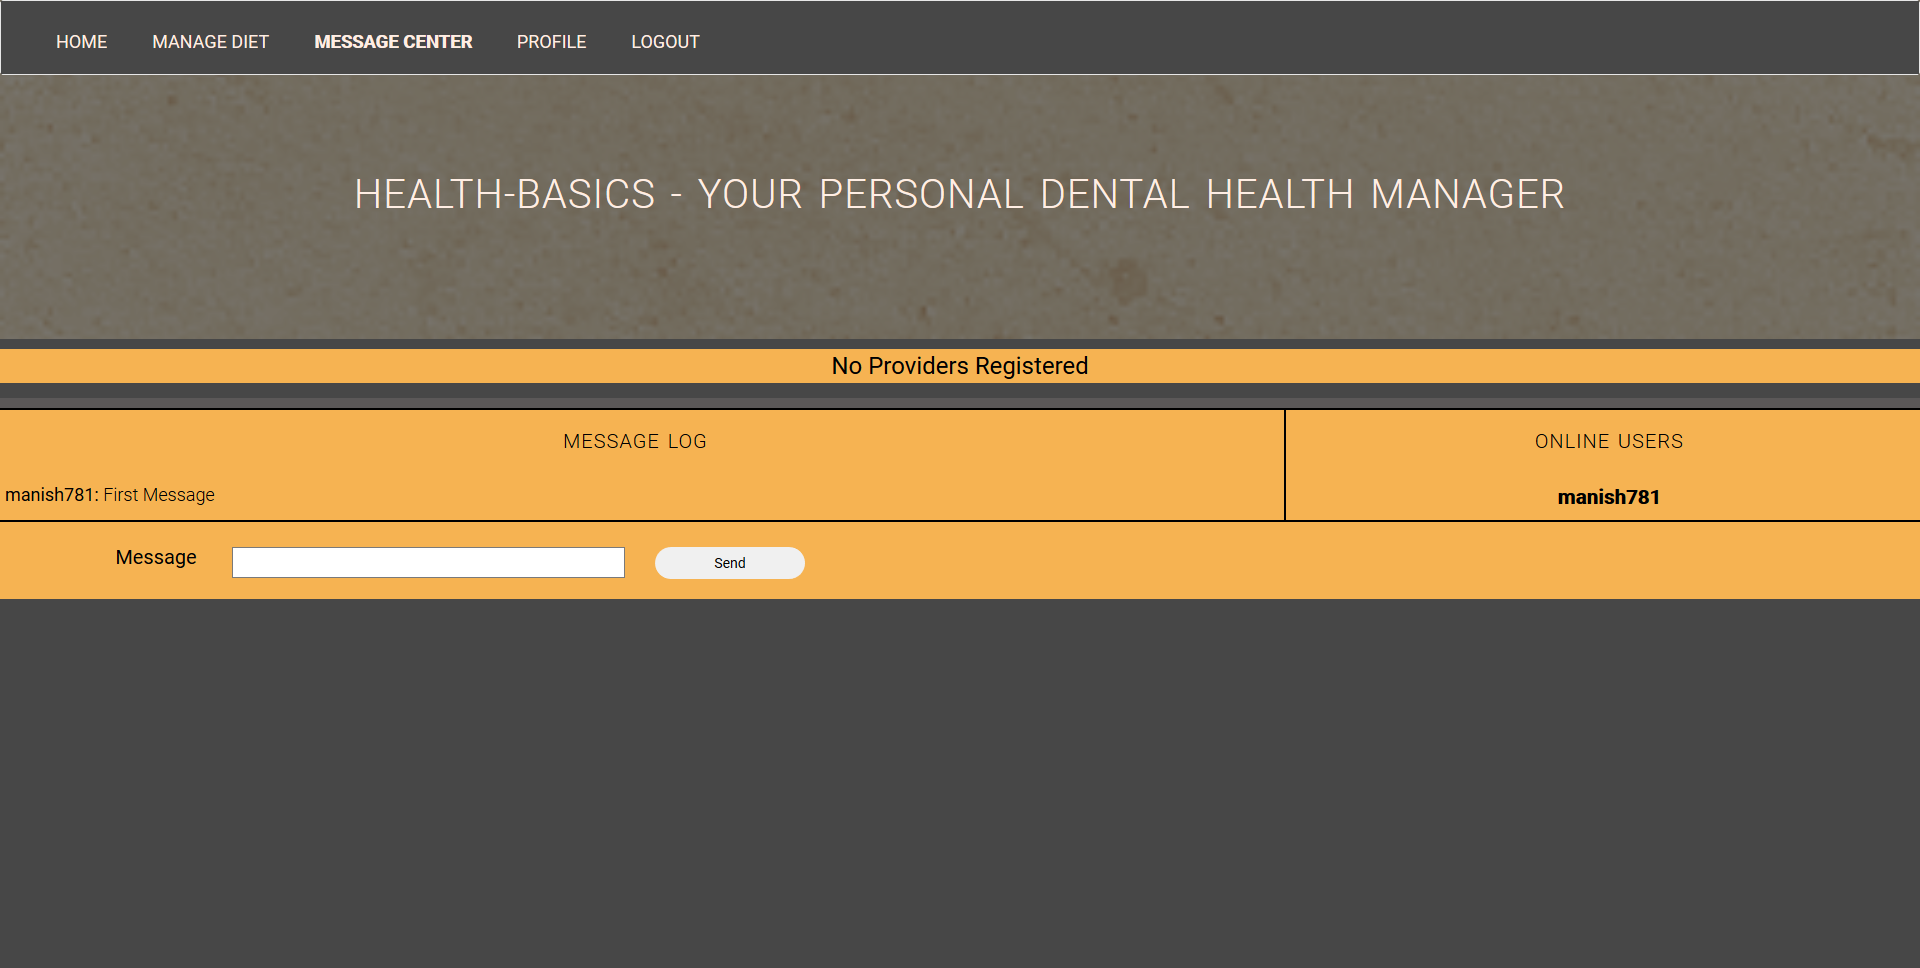 HOME MANAGE DIET MESSAGE CENTER PROFILE LOGOUT
HEALTH-BASICS - YOUR PERSONAL DENTAL HEALTH MANAGER
No Providers Registered
MESSAGE LOG
manish781: First Message
ONLINE USERS
manish781
Message
Send